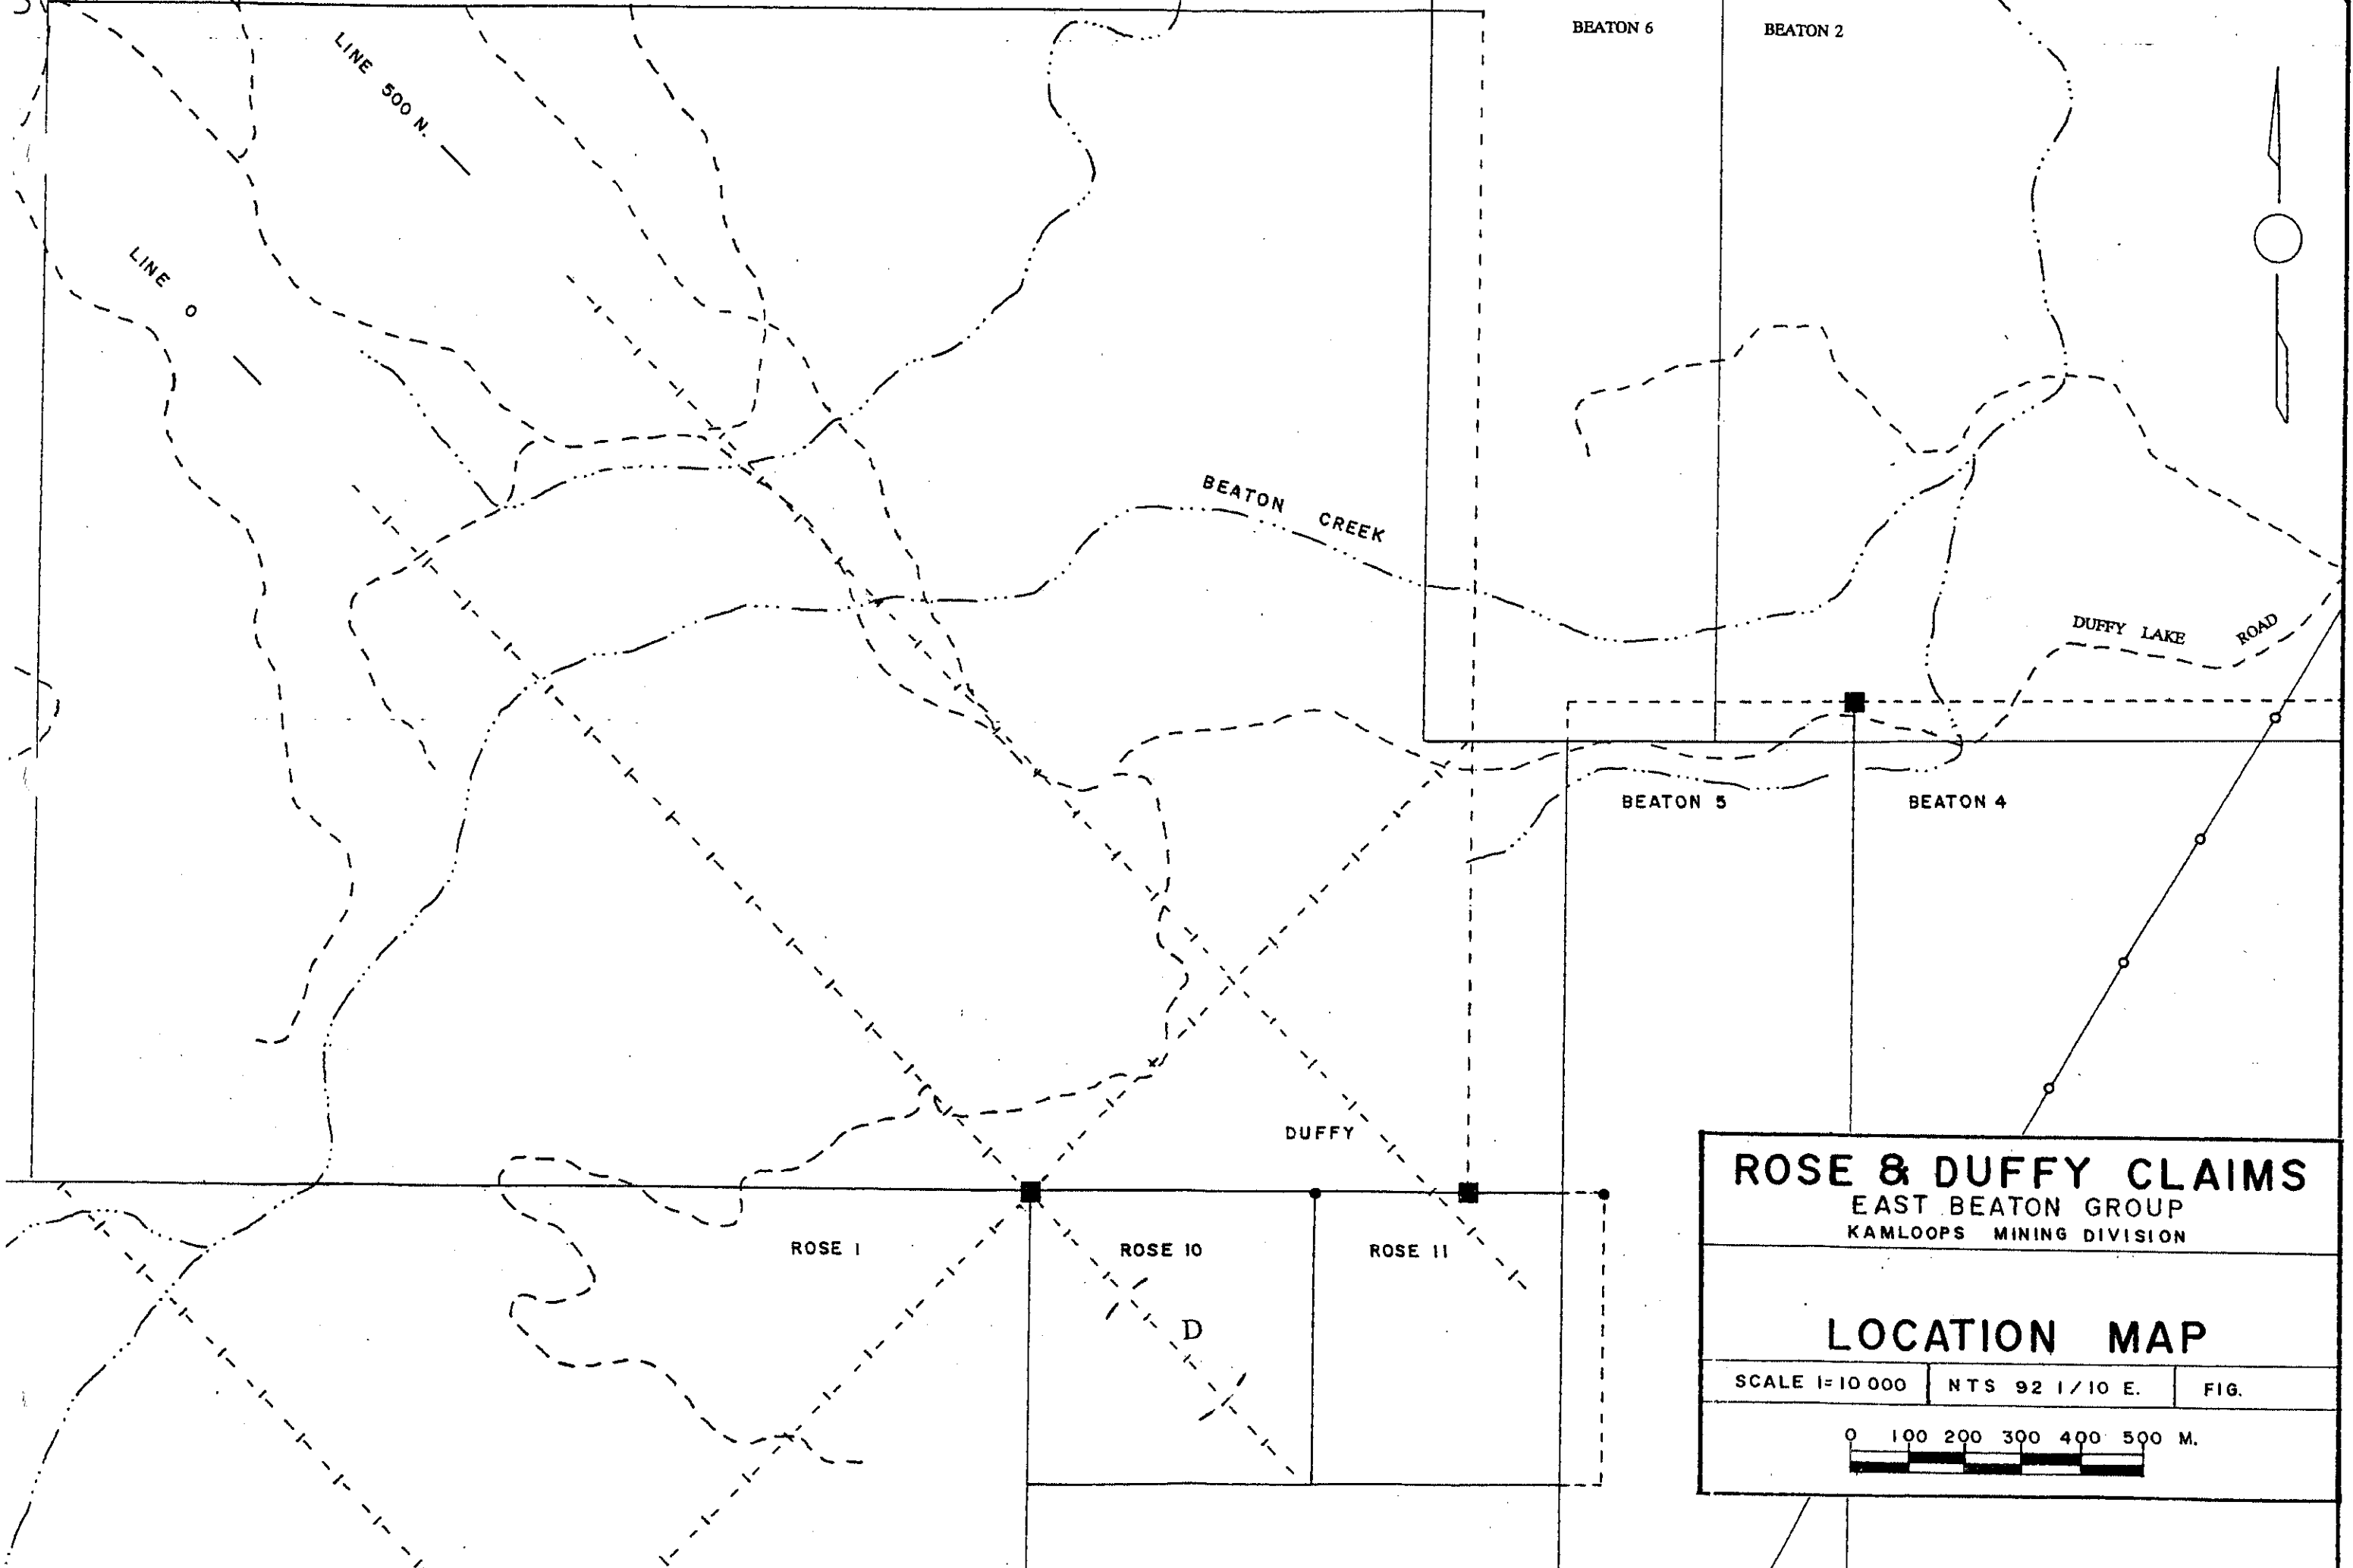 BEATON 6
BEATON 2
LINE 500 N.
LINE 0
BEATON CREEK
DUFFY LAKE ROAD
BEATON 5
BEATON 4
DUFFY
ROSE 1
ROSE 10
ROSE 11
D
ROSE & DUFFY CLAIMS
EAST BEATON GROUP
KAMLOOPS MINING DIVISION
LOCATION MAP
SCALE 1=10 000
NTS 92 I/10 E.
FIG.
0 100 200 300 400 500 M.